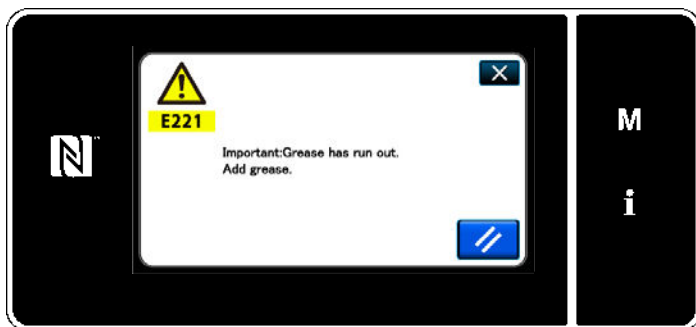 E221
Important:Grease has run out.
Add grease.
M
i